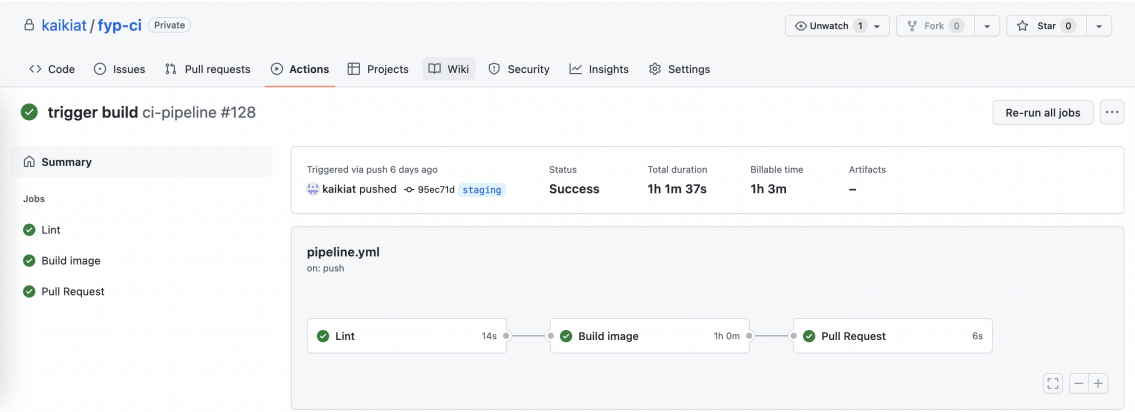 kaikiat / fyp-ci Private
Unwatch 1
Fork 0
Star 0
Code Issues Pull requests Actions Projects Wiki Security Insights Settings
trigger build ci-pipeline #128
Re-run all jobs
Summary
Jobs
Lint
Build image
Pull Request
Triggered via push 6 days ago
kaikiat pushed 95ec71d staging
Status
Success
Total duration
1h 1m 37s
Billable time
1h 3m
Artifacts
–
pipeline.yml
on: push
Lint 14s
Build image 1h 0m
Pull Request 6s